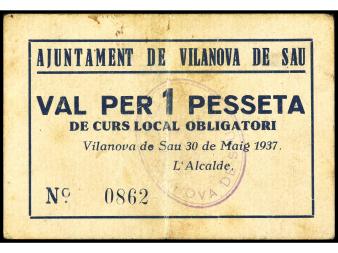 AJUNTAMENT DE VILANOVA DE SAU
VAL PER 1 PESSETA
DE CURS LOCAL OBLIGATORI
Vilanova de Sau 30 de Maig 1937.
L'Alcalde,
Nº 0862